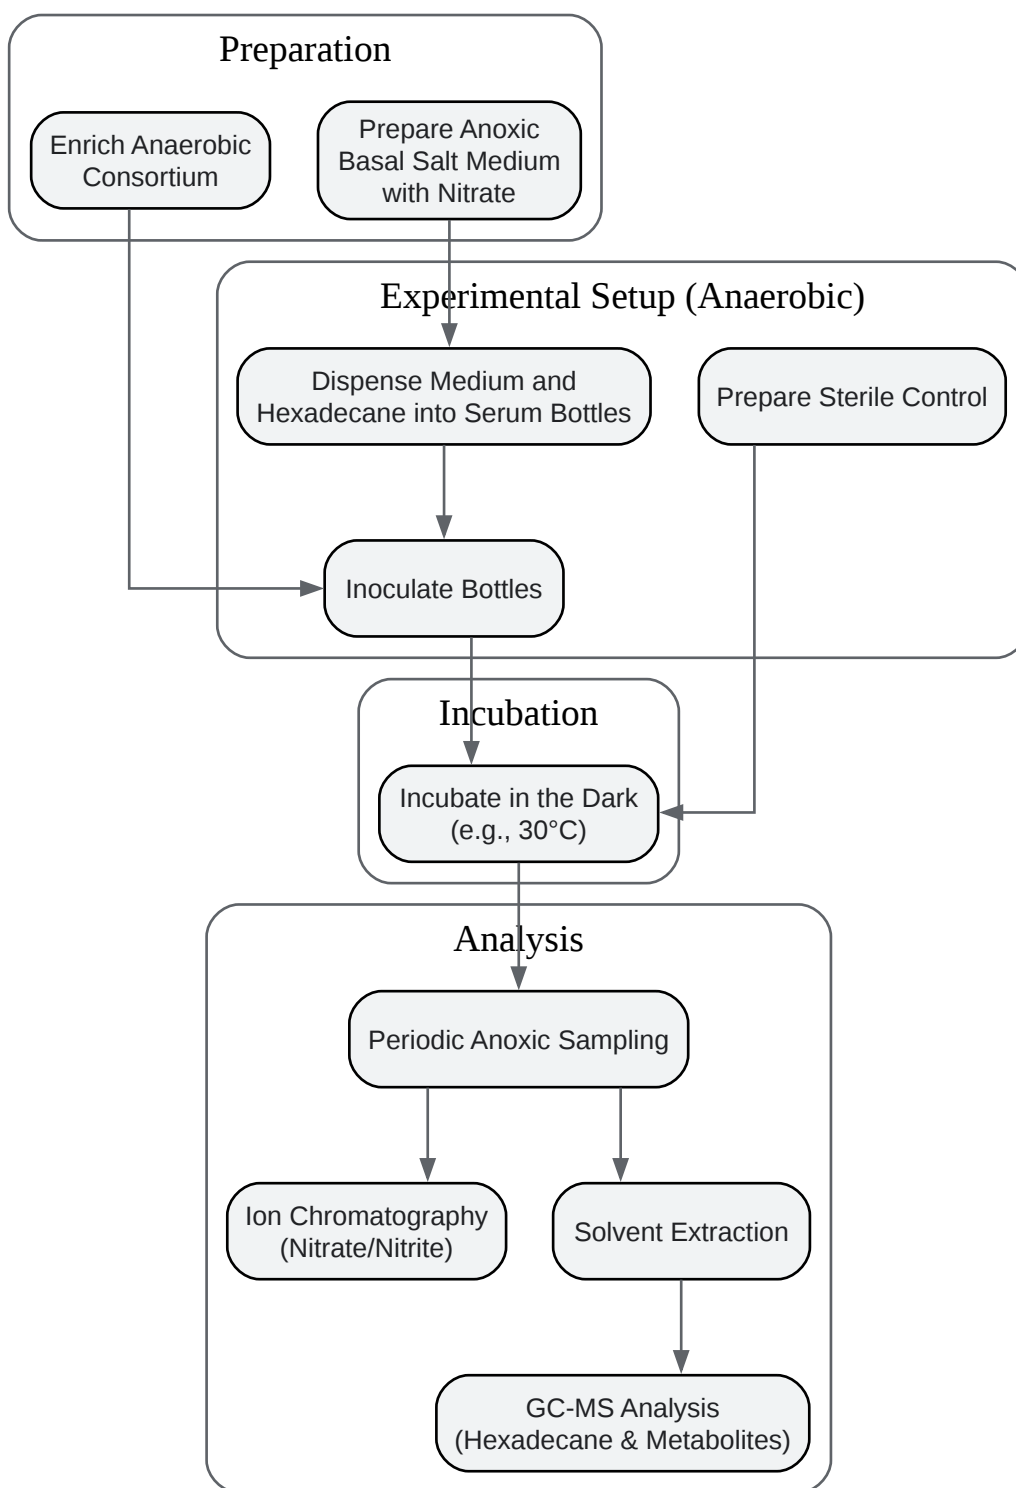 Preparation
Enrich Anaerobic
Consortium
Prepare Anoxic
Basal Salt Medium
with Nitrate
Experimental Setup (Anaerobic)
Dispense Medium and
Hexadecane into Serum Bottles
Prepare Sterile Control
Inoculate Bottles
Incubation
Incubate in the Dark
(e.g., 30°C)
Analysis
Periodic Anoxic Sampling
Ion Chromatography
(Nitrate/Nitrite)
Solvent Extraction
GC-MS Analysis
(Hexadecane & Metabolites)